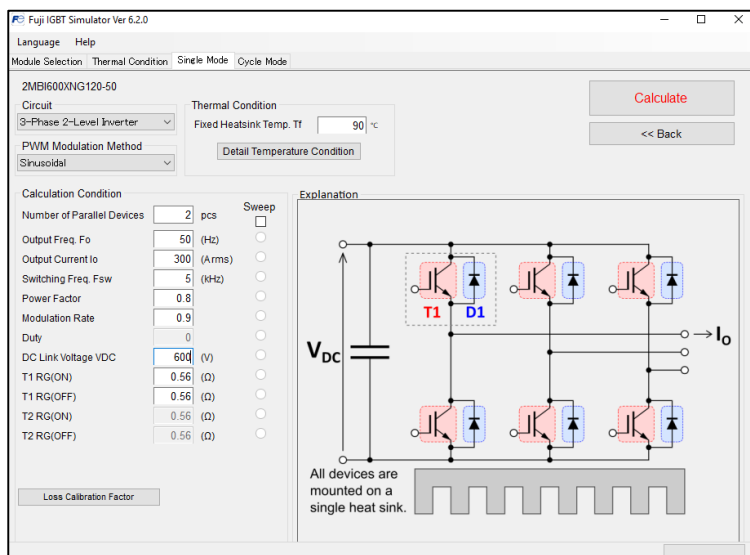 Fe Fuji IGBT Simulator Ver 6.2.0
Language Help
Module Selection Thermal Condition Single Mode Cycle Mode
2MBI600XNG120-50
Circuit
3-Phase 2-Level Inverter
PWM Modulation Method
Sinusoidal
Thermal Condition
Fixed Heatsink Temp. Tf 90 ℃
Detail Temperature Condition
Calculate
<< Back
Calculation Condition
Sweep
Number of Parallel Devices 2 pcs
Output Freq. Fo 50 (Hz)
Output Current Io 300 (Arms)
Switching Freq. Fsw 5 (kHz)
Power Factor 0.8
Modulation Rate 0.9
Duty 0
DC Link Voltage VDC 600 (V)
T1 RG(ON) 0.56 (Ω)
T1 RG(OFF) 0.56 (Ω)
T2 RG(ON) 0.56 (Ω)
T2 RG(OFF) 0.56 (Ω)
Loss Calibration Factor
Explanation
T1 D1
VDC
IO
All devices are
mounted on a
single heat sink.